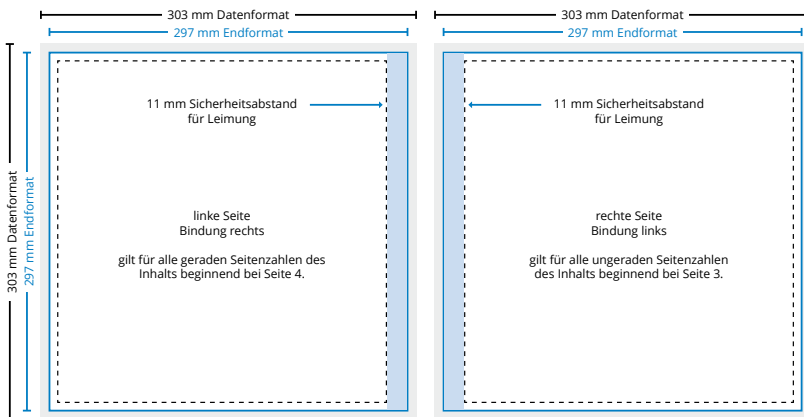 303 mm Datenformat
297 mm Endformat
303 mm Datenformat
297 mm Endformat
11 mm Sicherheitsabstand
für Leimung
linke Seite
Bindung rechts
gilt für alle geraden Seitenzahlen des
Inhalts beginnend bei Seite 4.
303 mm Datenformat
297 mm Endformat
11 mm Sicherheitsabstand
für Leimung
rechte Seite
Bindung links
gilt für alle ungeraden Seitenzahlen
des Inhalts beginnend bei Seite 3.